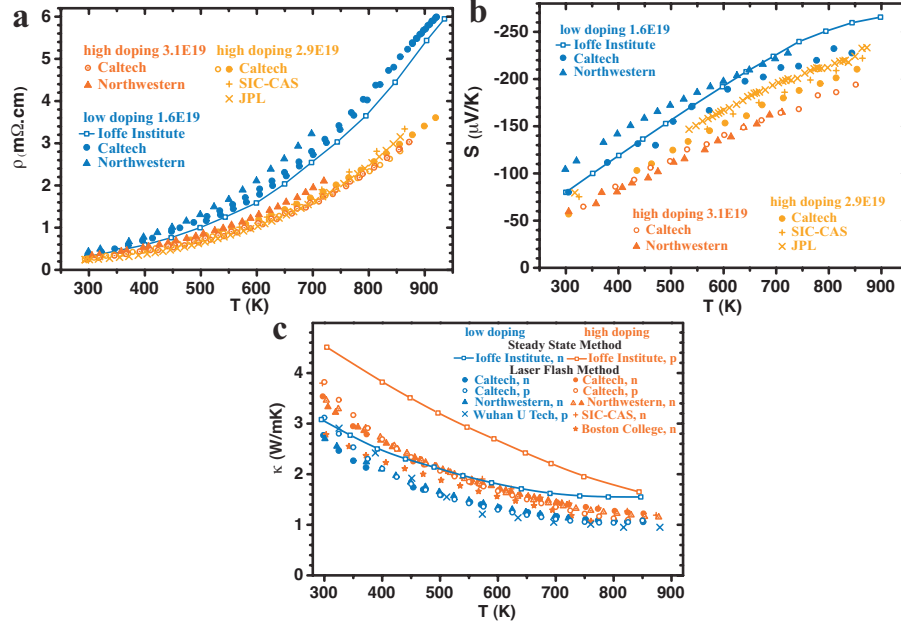 a
high doping 3.1E19
Caltech
Northwestern
high doping 2.9E19
Caltech
SIC-CAS
JPL
low doping 1.6E19
Ioffe Institute
Caltech
Northwestern
ρ (mΩ.cm)
6
5
4
3
2
1
0
300 400 500 600 700 800 900
T (K)
b
low doping 1.6E19
Ioffe Institute
Caltech
Northwestern
high doping 3.1E19
Caltech
Northwestern
high doping 2.9E19
Caltech
SIC-CAS
JPL
S (μV/K)
-250
-200
-150
-100
-50
0
300 400 500 600 700 800 900
T (K)
c
low doping high doping
Steady State Method
Ioffe Institute, n Ioffe Institute, p
Laser Flash Method
Caltech, n Caltech, n
Caltech, p Caltech, p
Northwestern, n Northwestern, n
Wuhan U Tech, p SIC-CAS, n
Boston College, n
κ (W/mK)
4
3
2
1
0
300 400 500 600 700 800 900
T (K)